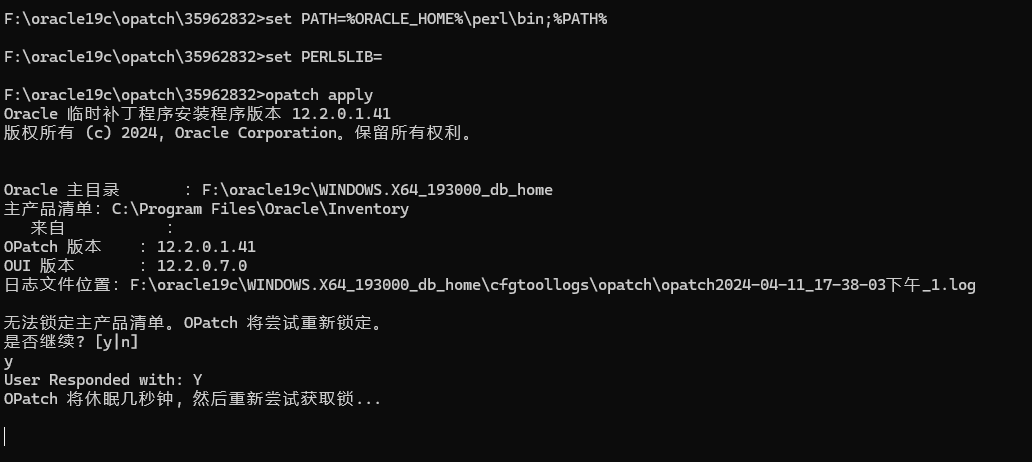 F:\oracle19c\opatch\35962832>set PATH=%ORACLE_HOME%\perl\bin;%PATH%
F:\oracle19c\opatch\35962832>set PERL5LIB=
F:\oracle19c\opatch\35962832>opatch apply
Oracle 临时补丁程序安装程序版本 12.2.0.1.41
版权所有 (c) 2024, Oracle Corporation。保留所有权利。
Oracle 主目录       : F:\oracle19c\WINDOWS.X64_193000_db_home
主产品清单: C:\Program Files\Oracle\Inventory
   来自           :
OPatch 版本    : 12.2.0.1.41
OUI 版本       : 12.2.0.7.0
日志文件位置: F:\oracle19c\WINDOWS.X64_193000_db_home\cfgtoollogs\opatch\opatch2024-04-11_17-38-03下午_1.log
无法锁定主产品清单。OPatch 将尝试重新锁定。
是否继续? [y|n]
y
User Responded with: Y
OPatch 将休眠几秒钟, 然后重新尝试获取锁...